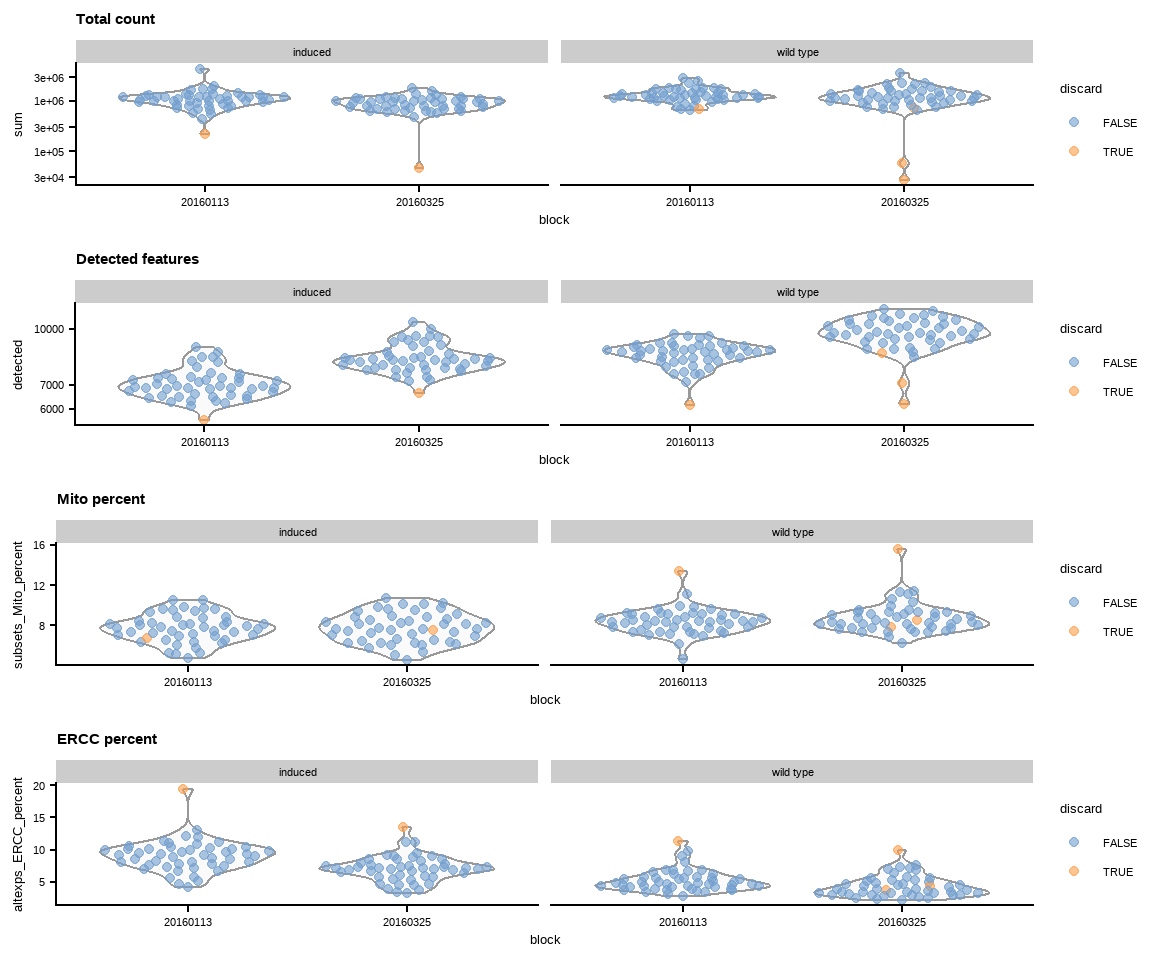 Total count
induced
wild type
sum
3e+06
1e+06
3e+05
1e+05
3e+04
20160113
20160325
20160113
20160325
block
discard
FALSE
TRUE
Detected features
induced
wild type
detected
10000
7000
6000
20160113
20160325
20160113
20160325
block
discard
FALSE
TRUE
Mito percent
induced
wild type
subsets_Mito_percent
16
12
8
20160113
20160325
20160113
20160325
block
discard
FALSE
TRUE
ERCC percent
induced
wild type
altexps_ERCC_percent
20
15
10
5
20160113
20160325
20160113
20160325
block
discard
FALSE
TRUE